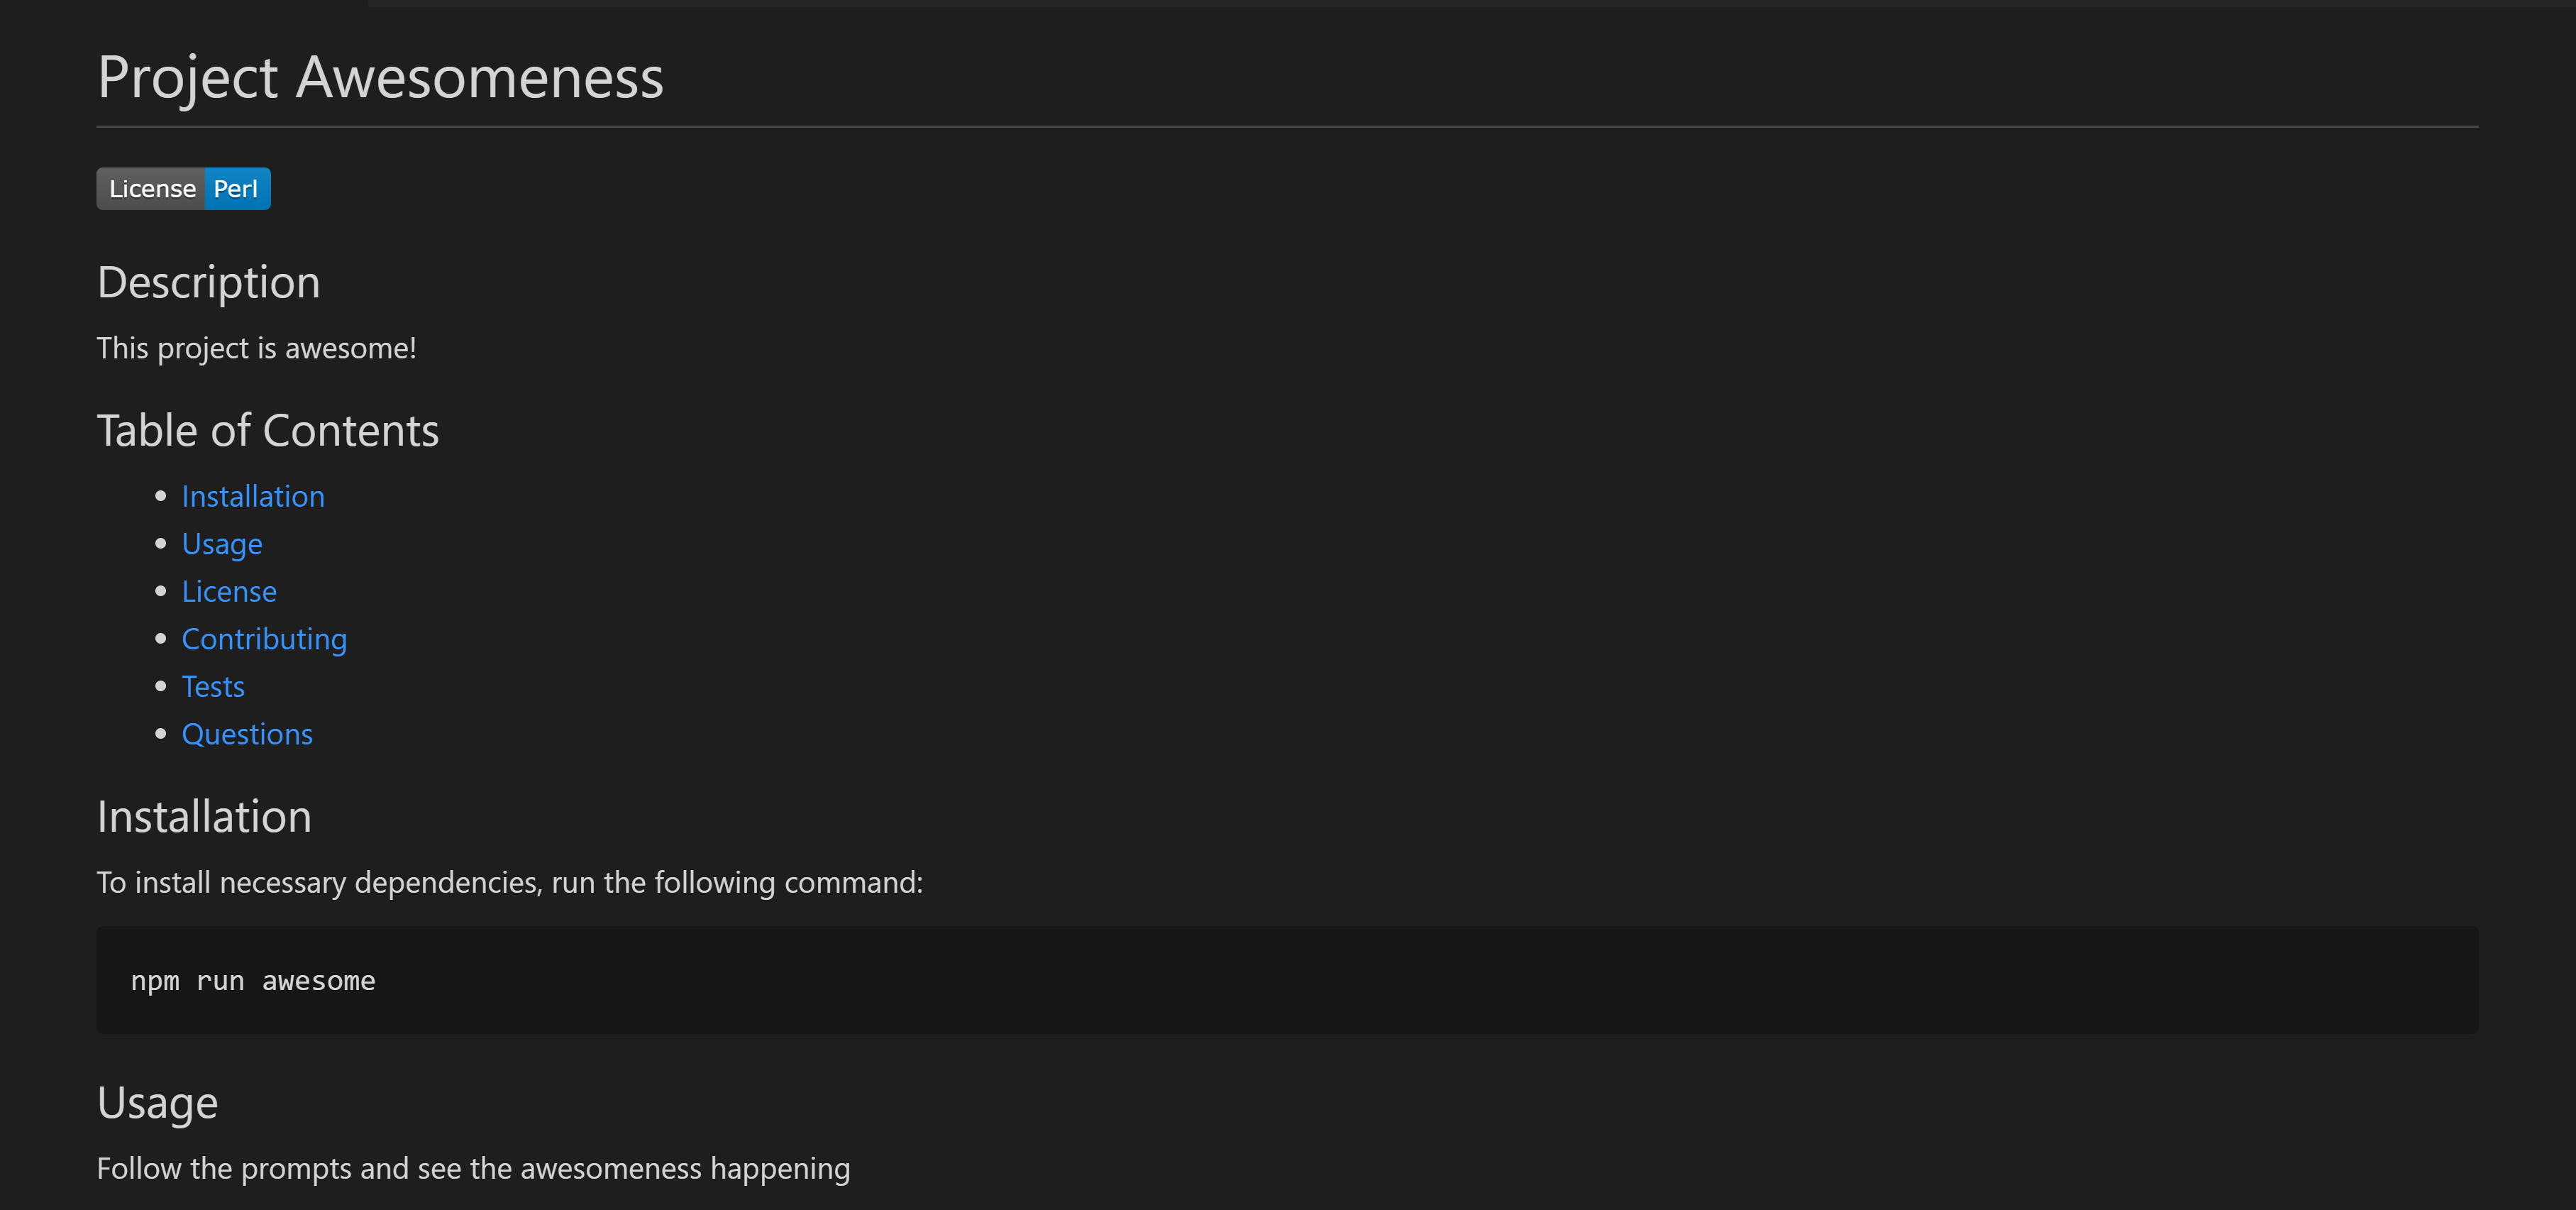 Project Awesomeness
License Perl
Description
This project is awesome!
Table of Contents
Installation
Usage
License
Contributing
Tests
Questions
Installation
To install necessary dependencies, run the following command:
npm run awesome
Usage
Follow the prompts and see the awesomeness happening